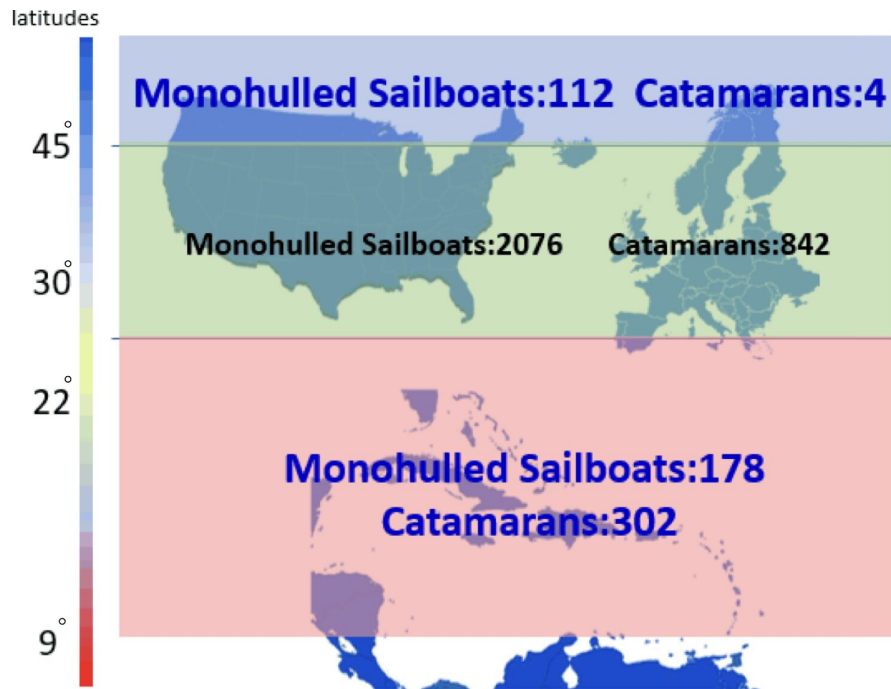 latitudes
Monohulled Sailboats:112 Catamarans:4
45°
Monohulled Sailboats:2076 Catamarans:842
30°
22°
Monohulled Sailboats:178
Catamarans:302
9°